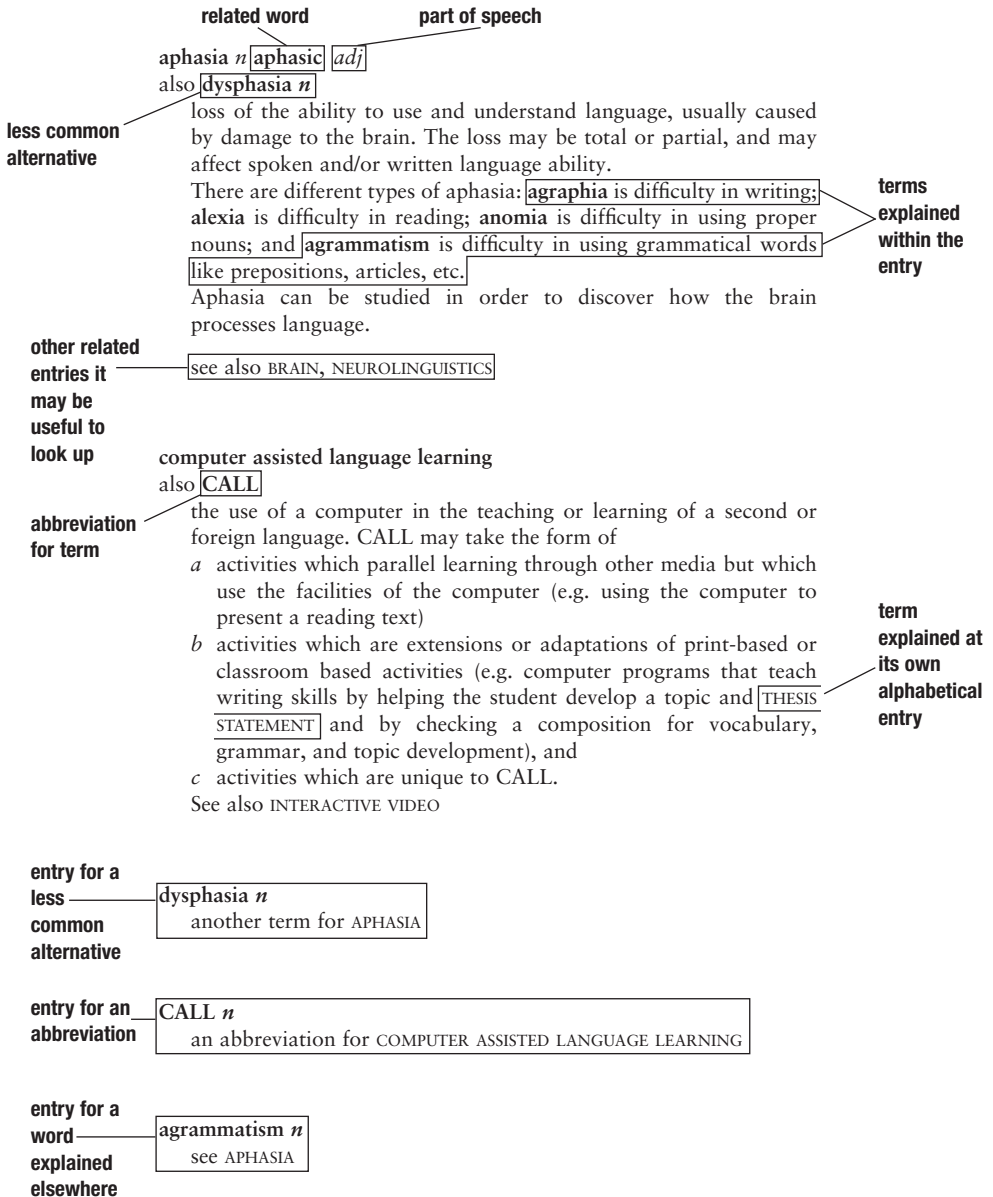 related word
part of speech
aphasia n aphasic adj
also dysphasia n
less common
alternative
loss of the ability to use and understand language, usually caused
by damage to the brain. The loss may be total or partial, and may
affect spoken and/or written language ability.
There are different types of aphasia: agraphia is difficulty in writing;
alexia is difficulty in reading; anomia is difficulty in using proper
nouns; and agrammatism is difficulty in using grammatical words
like prepositions, articles, etc.
terms
explained
within the
entry
Aphasia can be studied in order to discover how the brain
processes language.
other related
entries it
may be
useful to
look up
see also BRAIN, NEUROLINGUISTICS
computer assisted language learning
also CALL
abbreviation
for term
the use of a computer in the teaching or learning of a second or
foreign language. CALL may take the form of
a activities which parallel learning through other media but which
use the facilities of the computer (e.g. using the computer to
present a reading text)
b activities which are extensions or adaptations of print-based or
classroom based activities (e.g. computer programs that teach
writing skills by helping the student develop a topic and THESIS
STATEMENT and by checking a composition for vocabulary,
grammar, and topic development), and
term
explained at
its own
alphabetical
entry
c activities which are unique to CALL.
See also INTERACTIVE VIDEO
entry for a
less
common
alternative
dysphasia n
another term for APHASIA
entry for an
abbreviation
CALL n
an abbreviation for COMPUTER ASSISTED LANGUAGE LEARNING
entry for a
word
explained
elsewhere
agrammatism n
see APHASIA